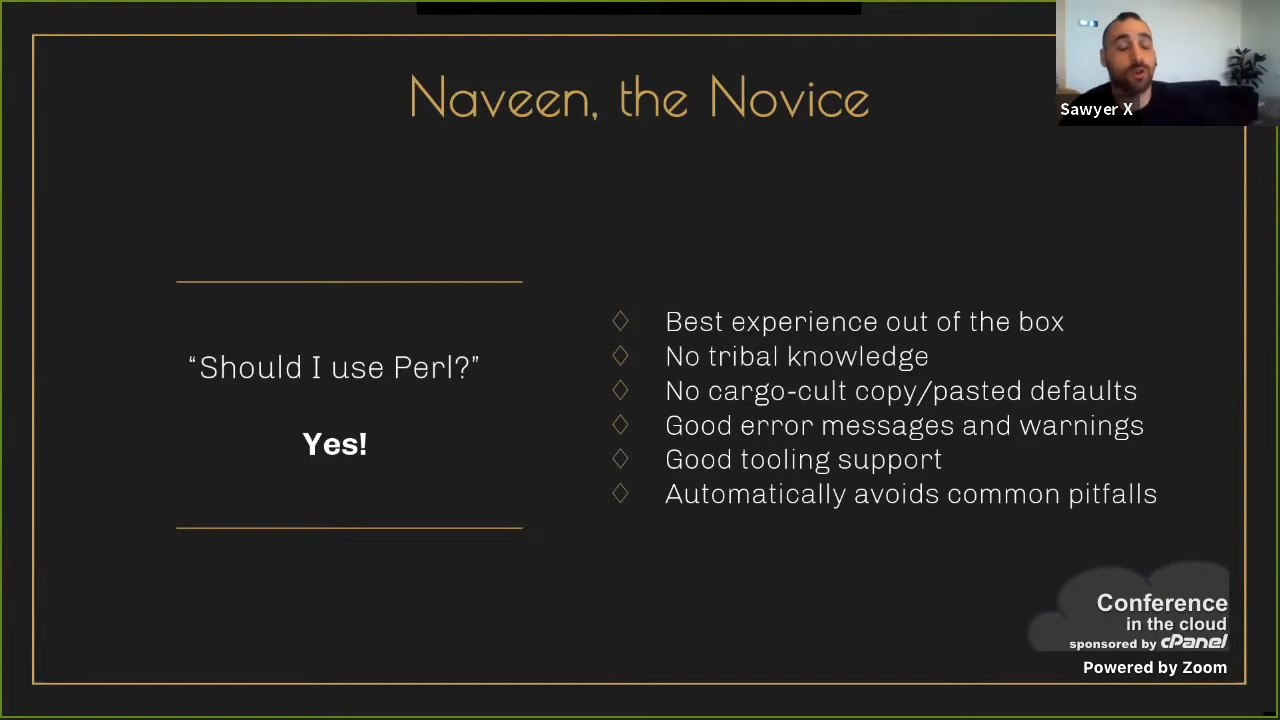 Naveen, the Novice
Sawyer X
“Should I use Perl?”
Yes!
Best experience out of the box
No tribal knowledge
No cargo-cult copy/pasted defaults
Good error messages and warnings
Good tooling support
Automatically avoids common pitfalls
Conference
in the cloud
sponsored by cPanel
Powered by Zoom